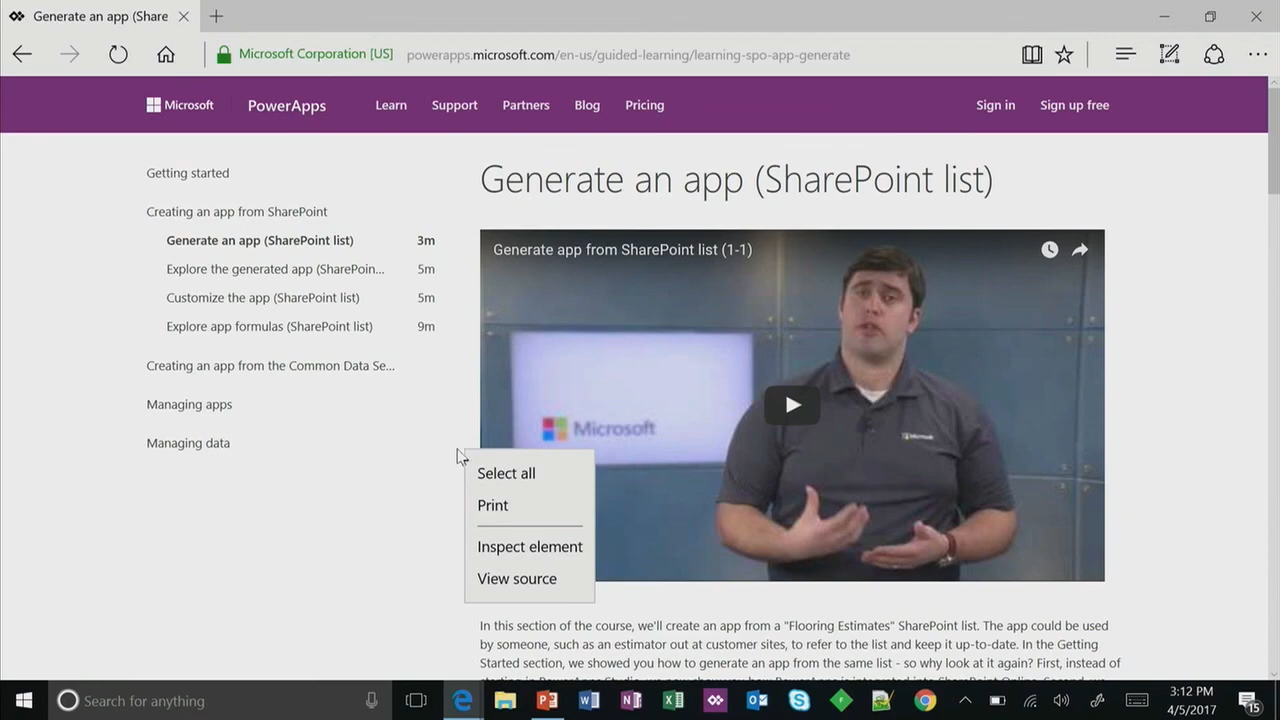 Generate an app (Share
Microsoft Corporation [US]
powerapps.microsoft.com/en-us/guided-learning/learning-spo-app-generate
Microsoft
PowerApps
Learn
Support
Partners
Blog
Pricing
Sign in
Sign up free
Getting started
Creating an app from SharePoint
Generate an app (SharePoint list) 3m
Explore the generated app (SharePoin... 5m
Customize the app (SharePoint list) 5m
Explore app formulas (SharePoint list) 9m
Creating an app from the Common Data Se...
Managing apps
Managing data
Generate an app (SharePoint list)
Generate app from SharePoint list (1-1)
Microsoft
Microsoft
Select all
Print
Inspect element
View source
In this section of the course, we'll create an app from a "Flooring Estimates" SharePoint list. The app could be used
by someone, such as an estimator out at customer sites, to refer to the list and keep it up-to-date. In the Getting
Started section, we showed you how to generate an app from the same list - so why look at it again? First, instead of
Search for anything
3:12 PM
4/5/2017
15